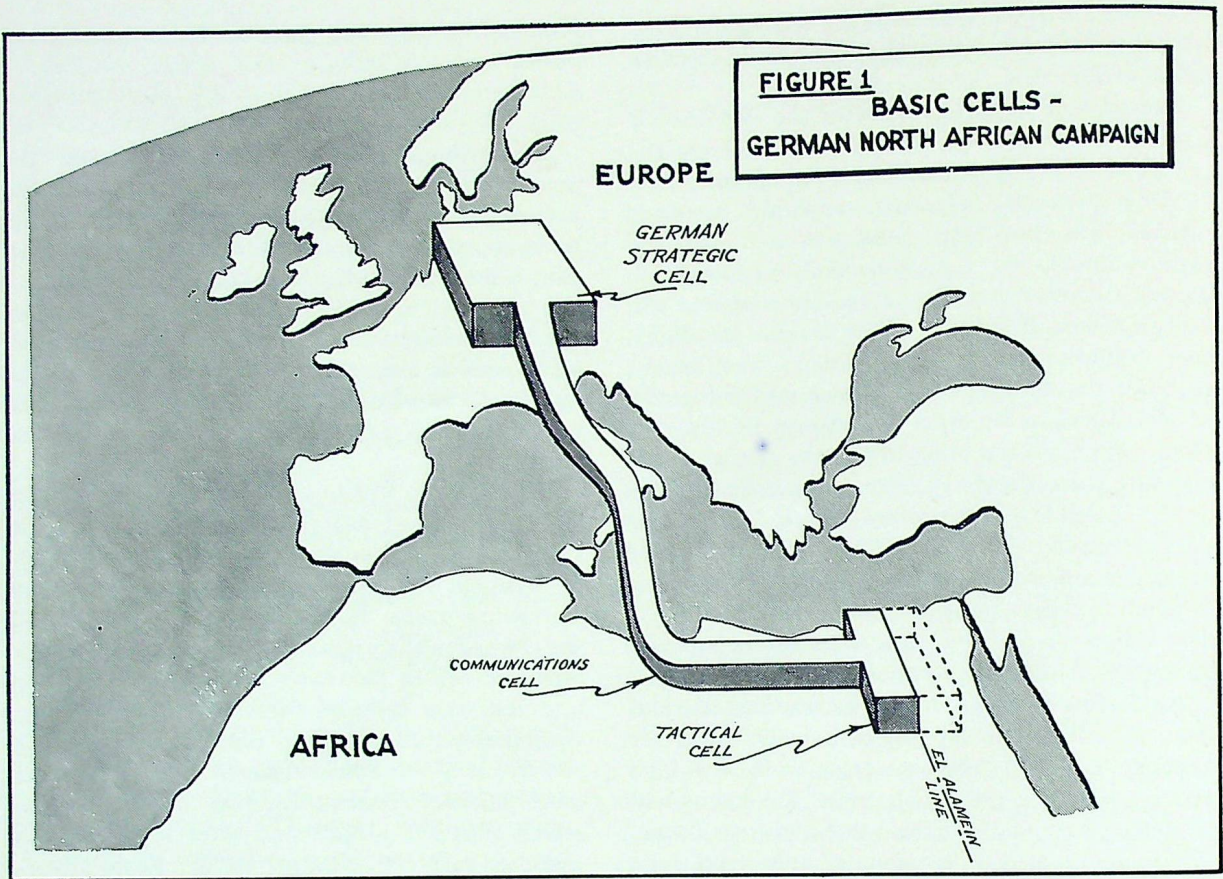 FIGURE 1
BASIC CELLS -
GERMAN NORTH AFRICAN CAMPAIGN
EUROPE
GERMAN
STRATEGIC
CELL
COMMUNICATIONS
CELL
AFRICA
TACTICAL
CELL
EL ALAMEIN
LINE